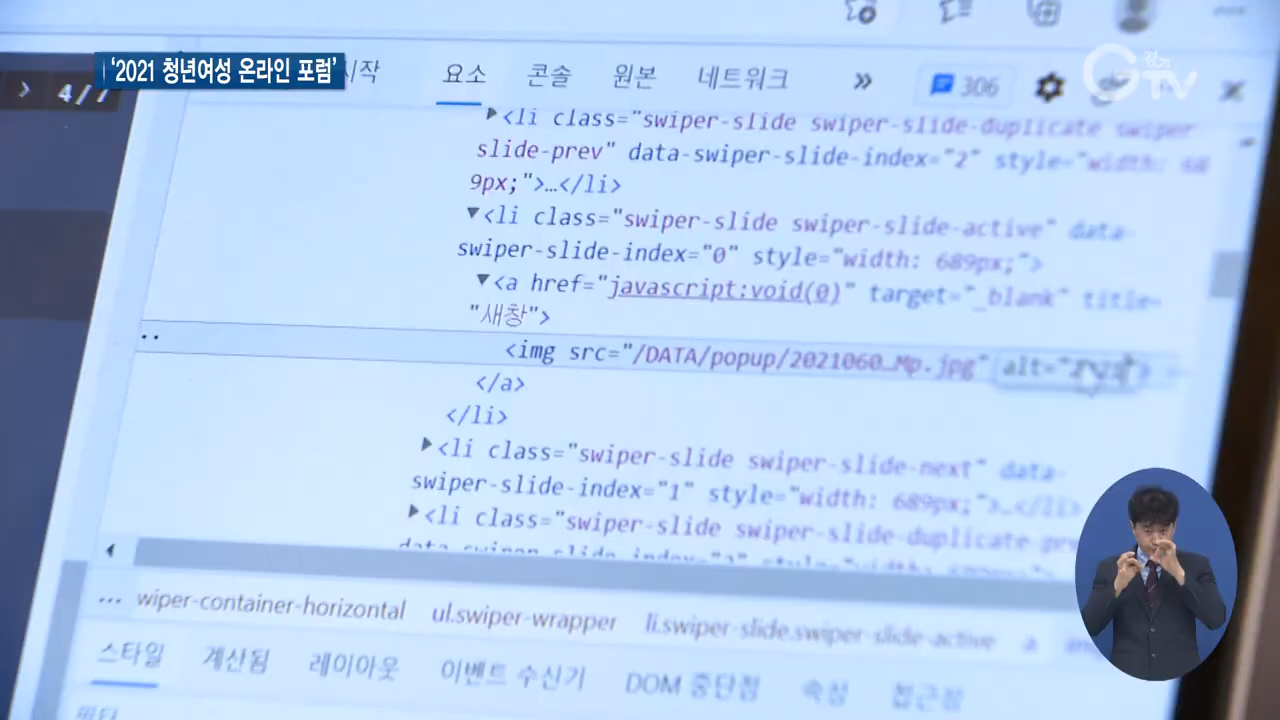 '2021 청년여성 온라인 포럼'
시작
요소 콘솔 원본 네트워크 » 306
경기 GTV
4/7
▶<li class="swiper-slide swiper-slide-duplicate swiper
slide-prev" data-swiper-slide-index="2" style="width: 68
9px;">…</li>
▼<li class="swiper-slide swiper-slide-active" data-
swiper-slide-index="0" style="width: 689px;">
▼<a href="javascript:void(0)" target="_blank" title=
"새창">
<img src="/DATA/popup/2021060…Mp.jpg" alt="
</a>
</li>
▶<li class="swiper-slide swiper-slide-next" data-
swiper-slide-index="1" style="width: 689px;">…</li>
▶<li class="swiper-slide swiper-slide-duplicate-pre
… wiper-container-horizontal ul.swiper-wrapper li.swiper-slide.swiper-slide-active a
스타일 계산됨 레이아웃 이벤트 수신기 DOM 중단점 속성 접근성